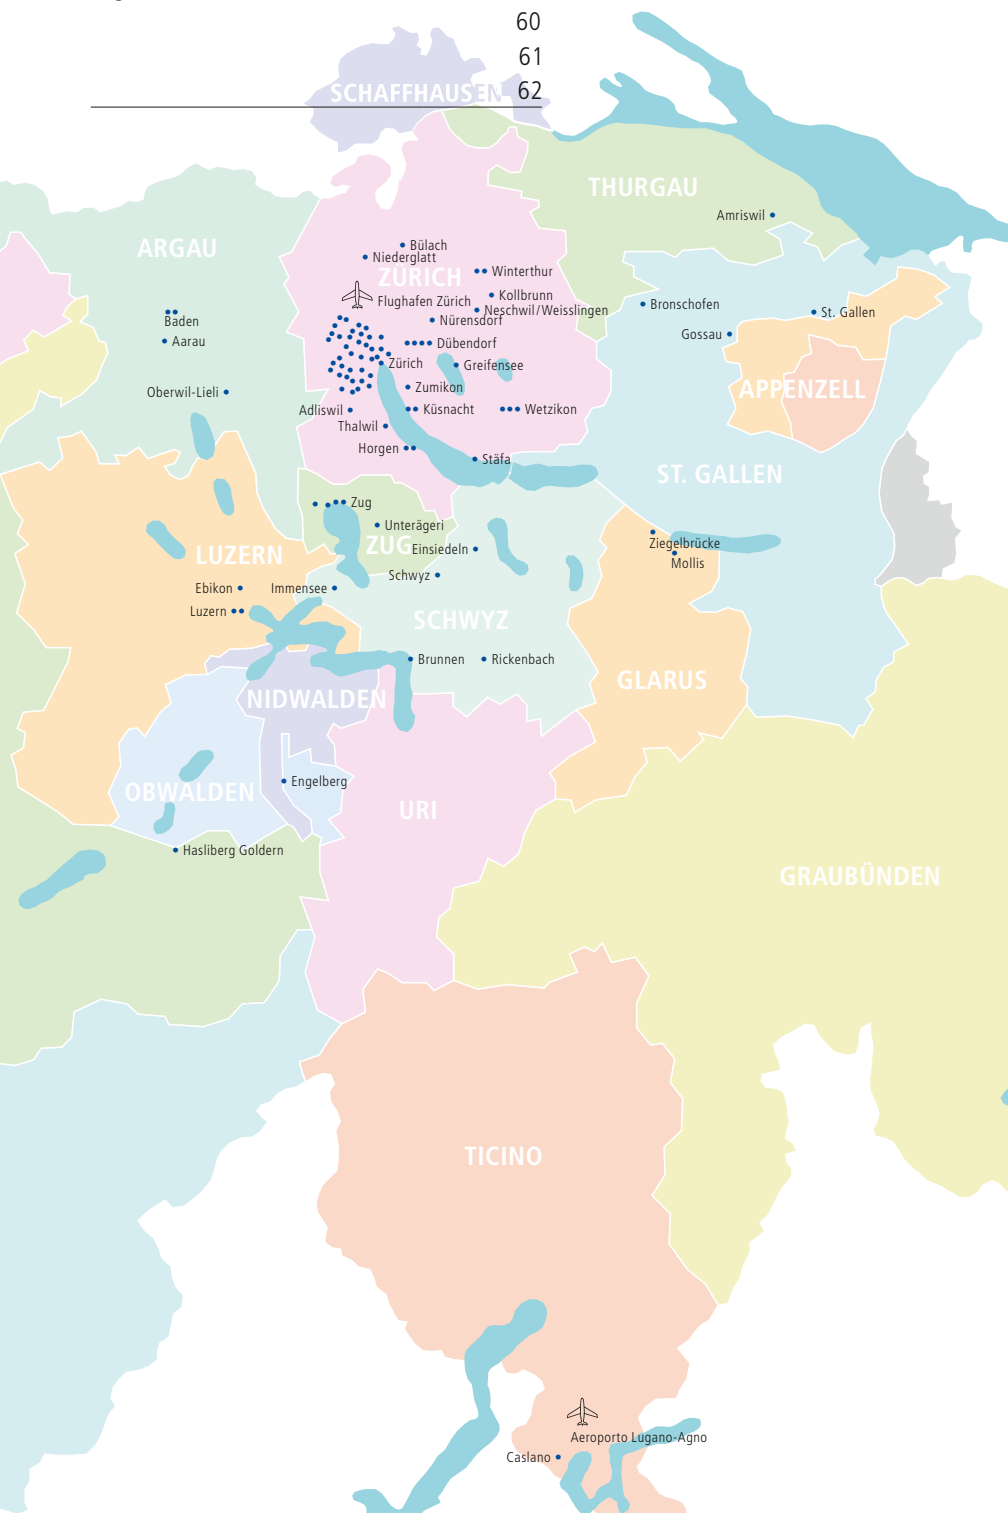 60
61
62
SCHAFFHAUSEN
THURGAU
Amriswil
ARGAU
Bülach
Niederglatt
ZÜRICH
Winterthur
Flughafen Zürich
Kollbrunn
Neschwil/Weisslingen
Bronschofen
St. Gallen
Baden
Nürensdorf
Gossau
Aarau
Dübendorf
Zürich
Greifensee
Oberwil-Lieli
Zumikon
APPENZELL
Adliswil
Küsnacht
Wetzikon
Thalwil
Horgen
Stäfa
ST. GALLEN
Zug
Unterägeri
ZUG
Einsiedeln
Ziegelbrücke
Mollis
LUZERN
Schwyz
Ebikon
Immensee
Luzern
SCHWYZ
Brunnen
Rickenbach
GLARUS
NIDWALDEN
Engelberg
OBWALDEN
URI
Hasliberg Goldern
GRAUBÜNDEN
TICINO
Aeroporto Lugano-Agno
Caslano